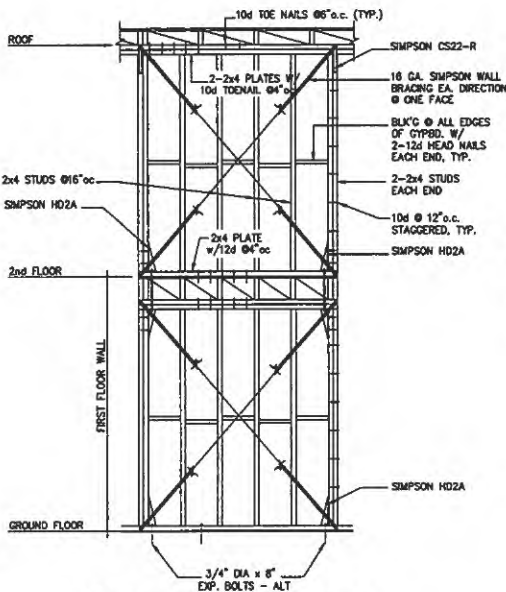 10d TOE NAILS @6"o.c. (TYP.)
ROOF
SIMPSON CS22-R
2-2x4 PLATES W/
10d TOENAIL @4"oc
16 GA. SIMPSON WALL
BRACING EA. DIRECTION
@ ONE FACE
BLK'G @ ALL EDGES
OF GYPBD. W/
2-12d HEAD NAILS
EACH END, TYP.
2x4 STUDS @16"oc
2-2x4 STUDS
EACH END
SIMPSON HD2A
10d @ 12"o.c.
STAGGERED, TYP.
2x4 PLATE
w/12d @4"oc
SIMPSON HD2A
2nd FLOOR
FIRST FLOOR WALL
SIMPSON HD2A
GROUND FLOOR
3/4" DIA x 8"
EXP. BOLTS - ALT